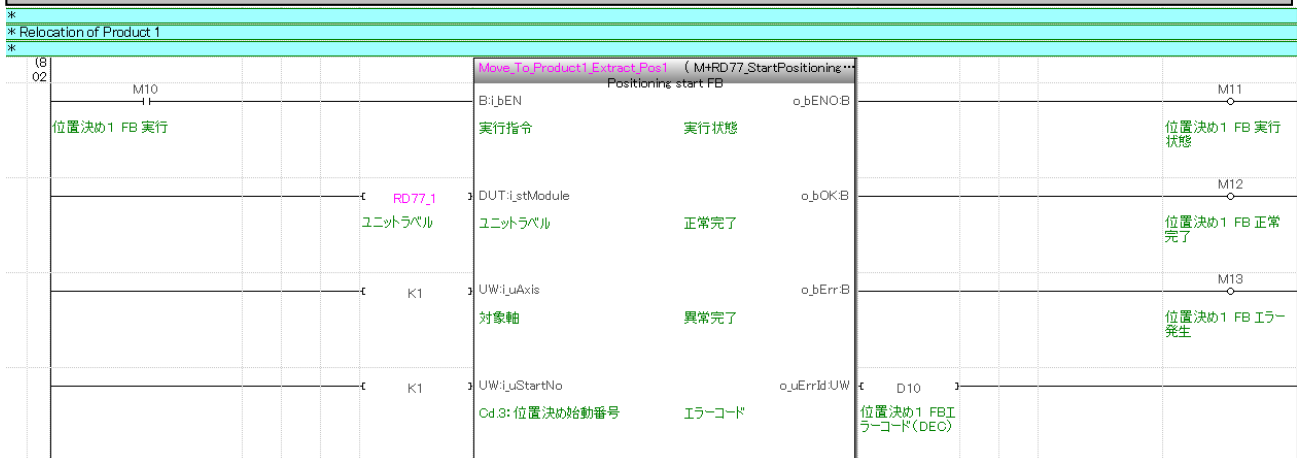 *
* Relocation of Product 1
*
(8
02
Move_To_Product1_Extract_Pos1 ( M+RD77_StartPositioning…
Positioning start FB
M10
M11
B:i_bEN o_bENO:B
位置決め1 FB 実行
実行指令 実行状態
位置決め1 FB 実行
状態
M12
RD77_1
DUT:i_stModule o_bOK:B
ユニットラベル
ユニットラベル 正常完了
位置決め1 FB 正常
完了
M13
K1
UW:i_uAxis o_bErr:B
対象軸 異常完了
位置決め1 FB エラー
発生
K1
UW:i_uStartNo o_uErrId:UW
D10
Cd.3: 位置決め始動番号 エラーコード
位置決め1 FBエ
ラーコード(DEC)